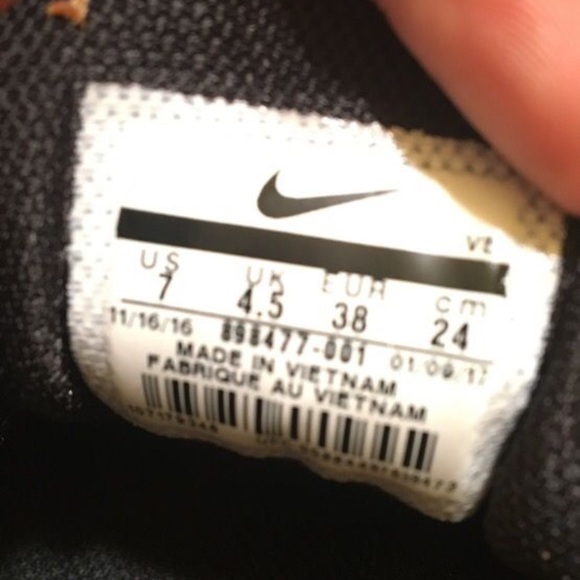 VT
US UK EUR cm
7 4.5 38 24
11/16/16 898477-001 01/09/17
MADE IN VIETNAM
FABRIQUE AU VIETNAM